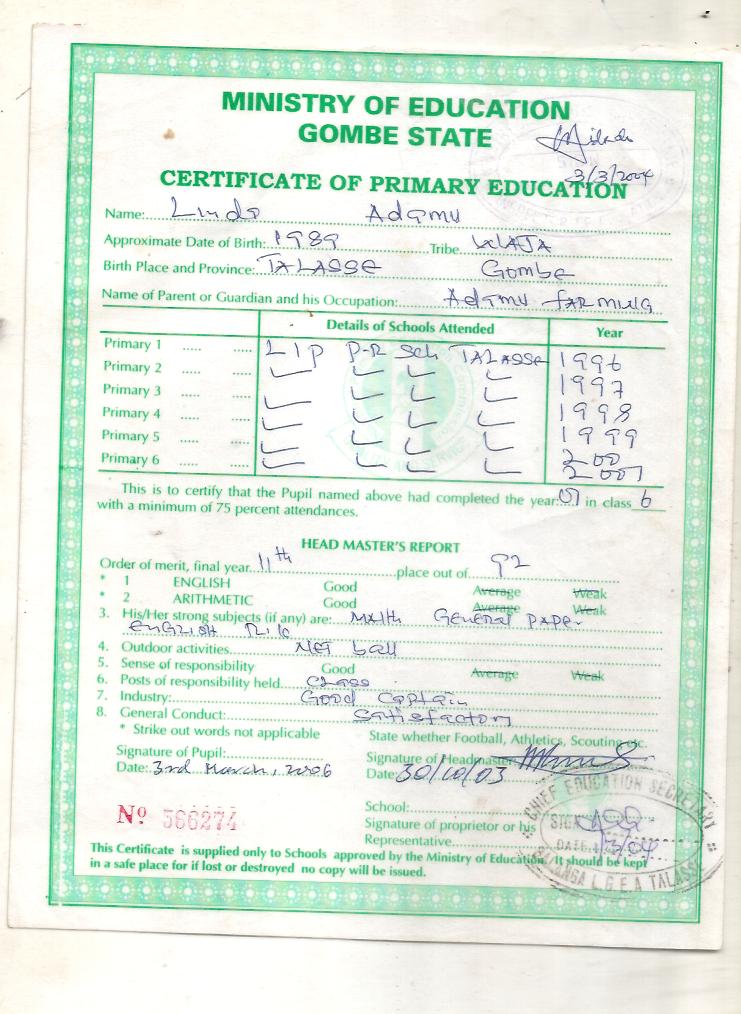 MINISTRY OF EDUCATION
GOMBE STATE
3/3/2004
CERTIFICATE OF PRIMARY EDUCATION
Name: Linda Adamu
Approximate Date of Birth: 1989 Tribe WAJA
Birth Place and Province: TALASSE Gombe
Name of Parent or Guardian and his Occupation: Adamu FARMING
Details of Schools Attended Year
Primary 1 ..... ..... L I P P-R Sch TALASSE 1996
Primary 2 ..... ..... 1997
Primary 3 ..... ..... 1998
Primary 4 ..... ..... 1999
Primary 5 ..... ..... 200
Primary 6 ..... ..... 2001
This is to certify that the Pupil named above had completed the year: 01 in class 6
with a minimum of 75 percent attendances.
HEAD MASTER'S REPORT
Order of merit, final year 11th place out of 92
* 1 ENGLISH Good Average Weak
* 2 ARITHMETIC Good Average Weak
3. His/Her strong subjects (if any) are: MATH General PAPER
ENGLISH
4. Outdoor activities Net ball
5. Sense of responsibility Good Average Weak
6. Posts of responsibility held Class
7. Industry: Good Captain
8. General Conduct: Satisfactory
* Strike out words not applicable State whether Football, Athletics, Scouting etc.
Signature of Pupil:
Date: 3rd March, 2006
Signature of Headmaster
Date 30/10/03
No 566274
School:
Signature of proprietor or his
Representative
CHIEF EDUCATION SECRETARY
SIGN
DATE 1/3/04
L.G.E.A TALASSE
This Certificate is supplied only to Schools approved by the Ministry of Education. It should be kept
in a safe place for if lost or destroyed no copy will be issued.